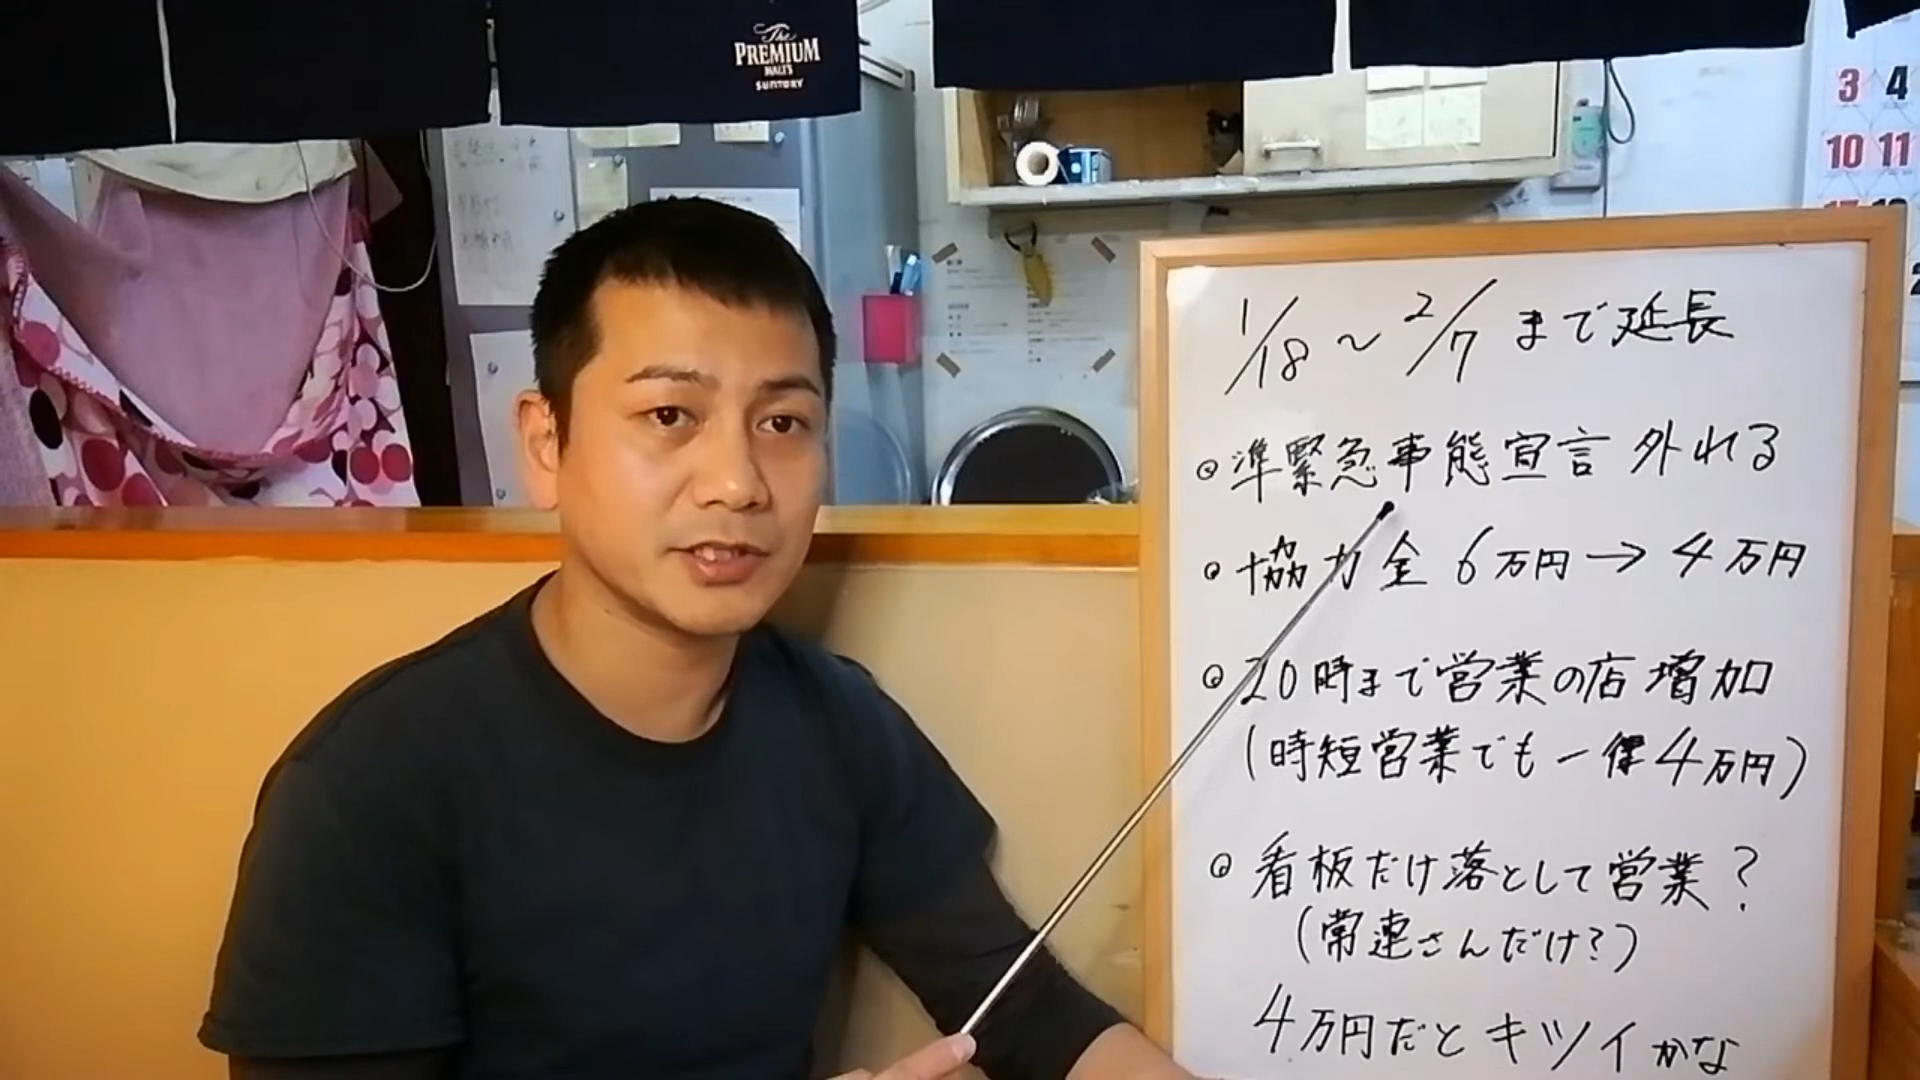 The
PREMIUM
MALT'S
SUNTORY
3 4
10 11
1/18～2/7まで延長
準緊急事態宣言 外れる
協力金 6万円→4万円
20時まで営業の店増加
(時短営業でも一律4万円)
看板だけ落として営業?
(常連さんだけ?)
4万円だとキツイかな